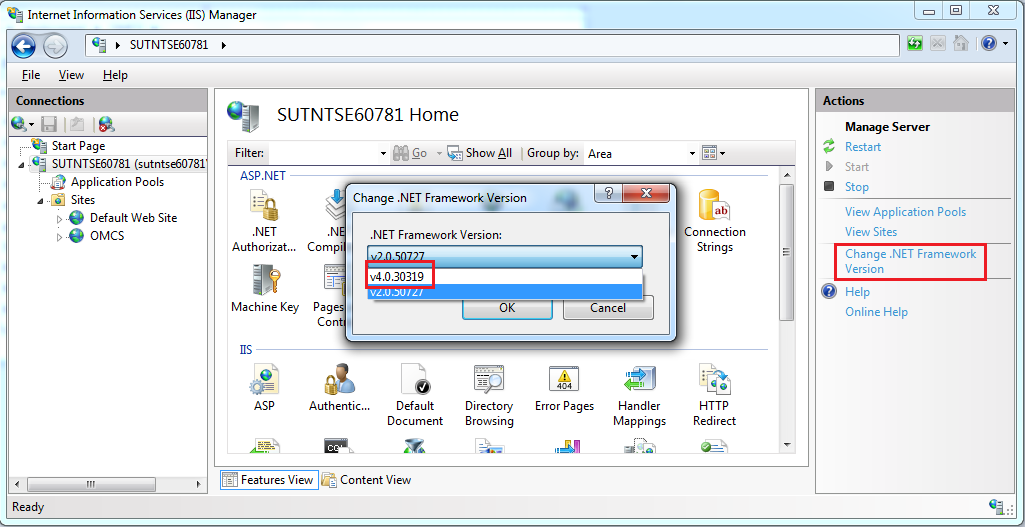 Internet Information Services (IIS) Manager
SUTNTSE60781
File View Help
Connections
Start Page
SUTNTSE60781 (sutntse60781\
Application Pools
Sites
Default Web Site
OMCS
SUTNTSE60781 Home
Filter: Go Show All Group by: Area
ASP.NET
.NET
Authorizat...
.NET
Compil
Connection
Strings
Machine Key
Pages
Contr
Change .NET Framework Version
.NET Framework Version:
v2.0.50727
v4.0.30319
v2.0.50727
OK Cancel
IIS
ASP
Authentic...
Default
Document
Directory
Browsing
Error Pages
404
Handler
Mappings
HTTP
Redirect
ab
Features View Content View
Actions
Manage Server
Restart
Start
Stop
View Application Pools
View Sites
Change .NET Framework
Version
Help
Online Help
Ready